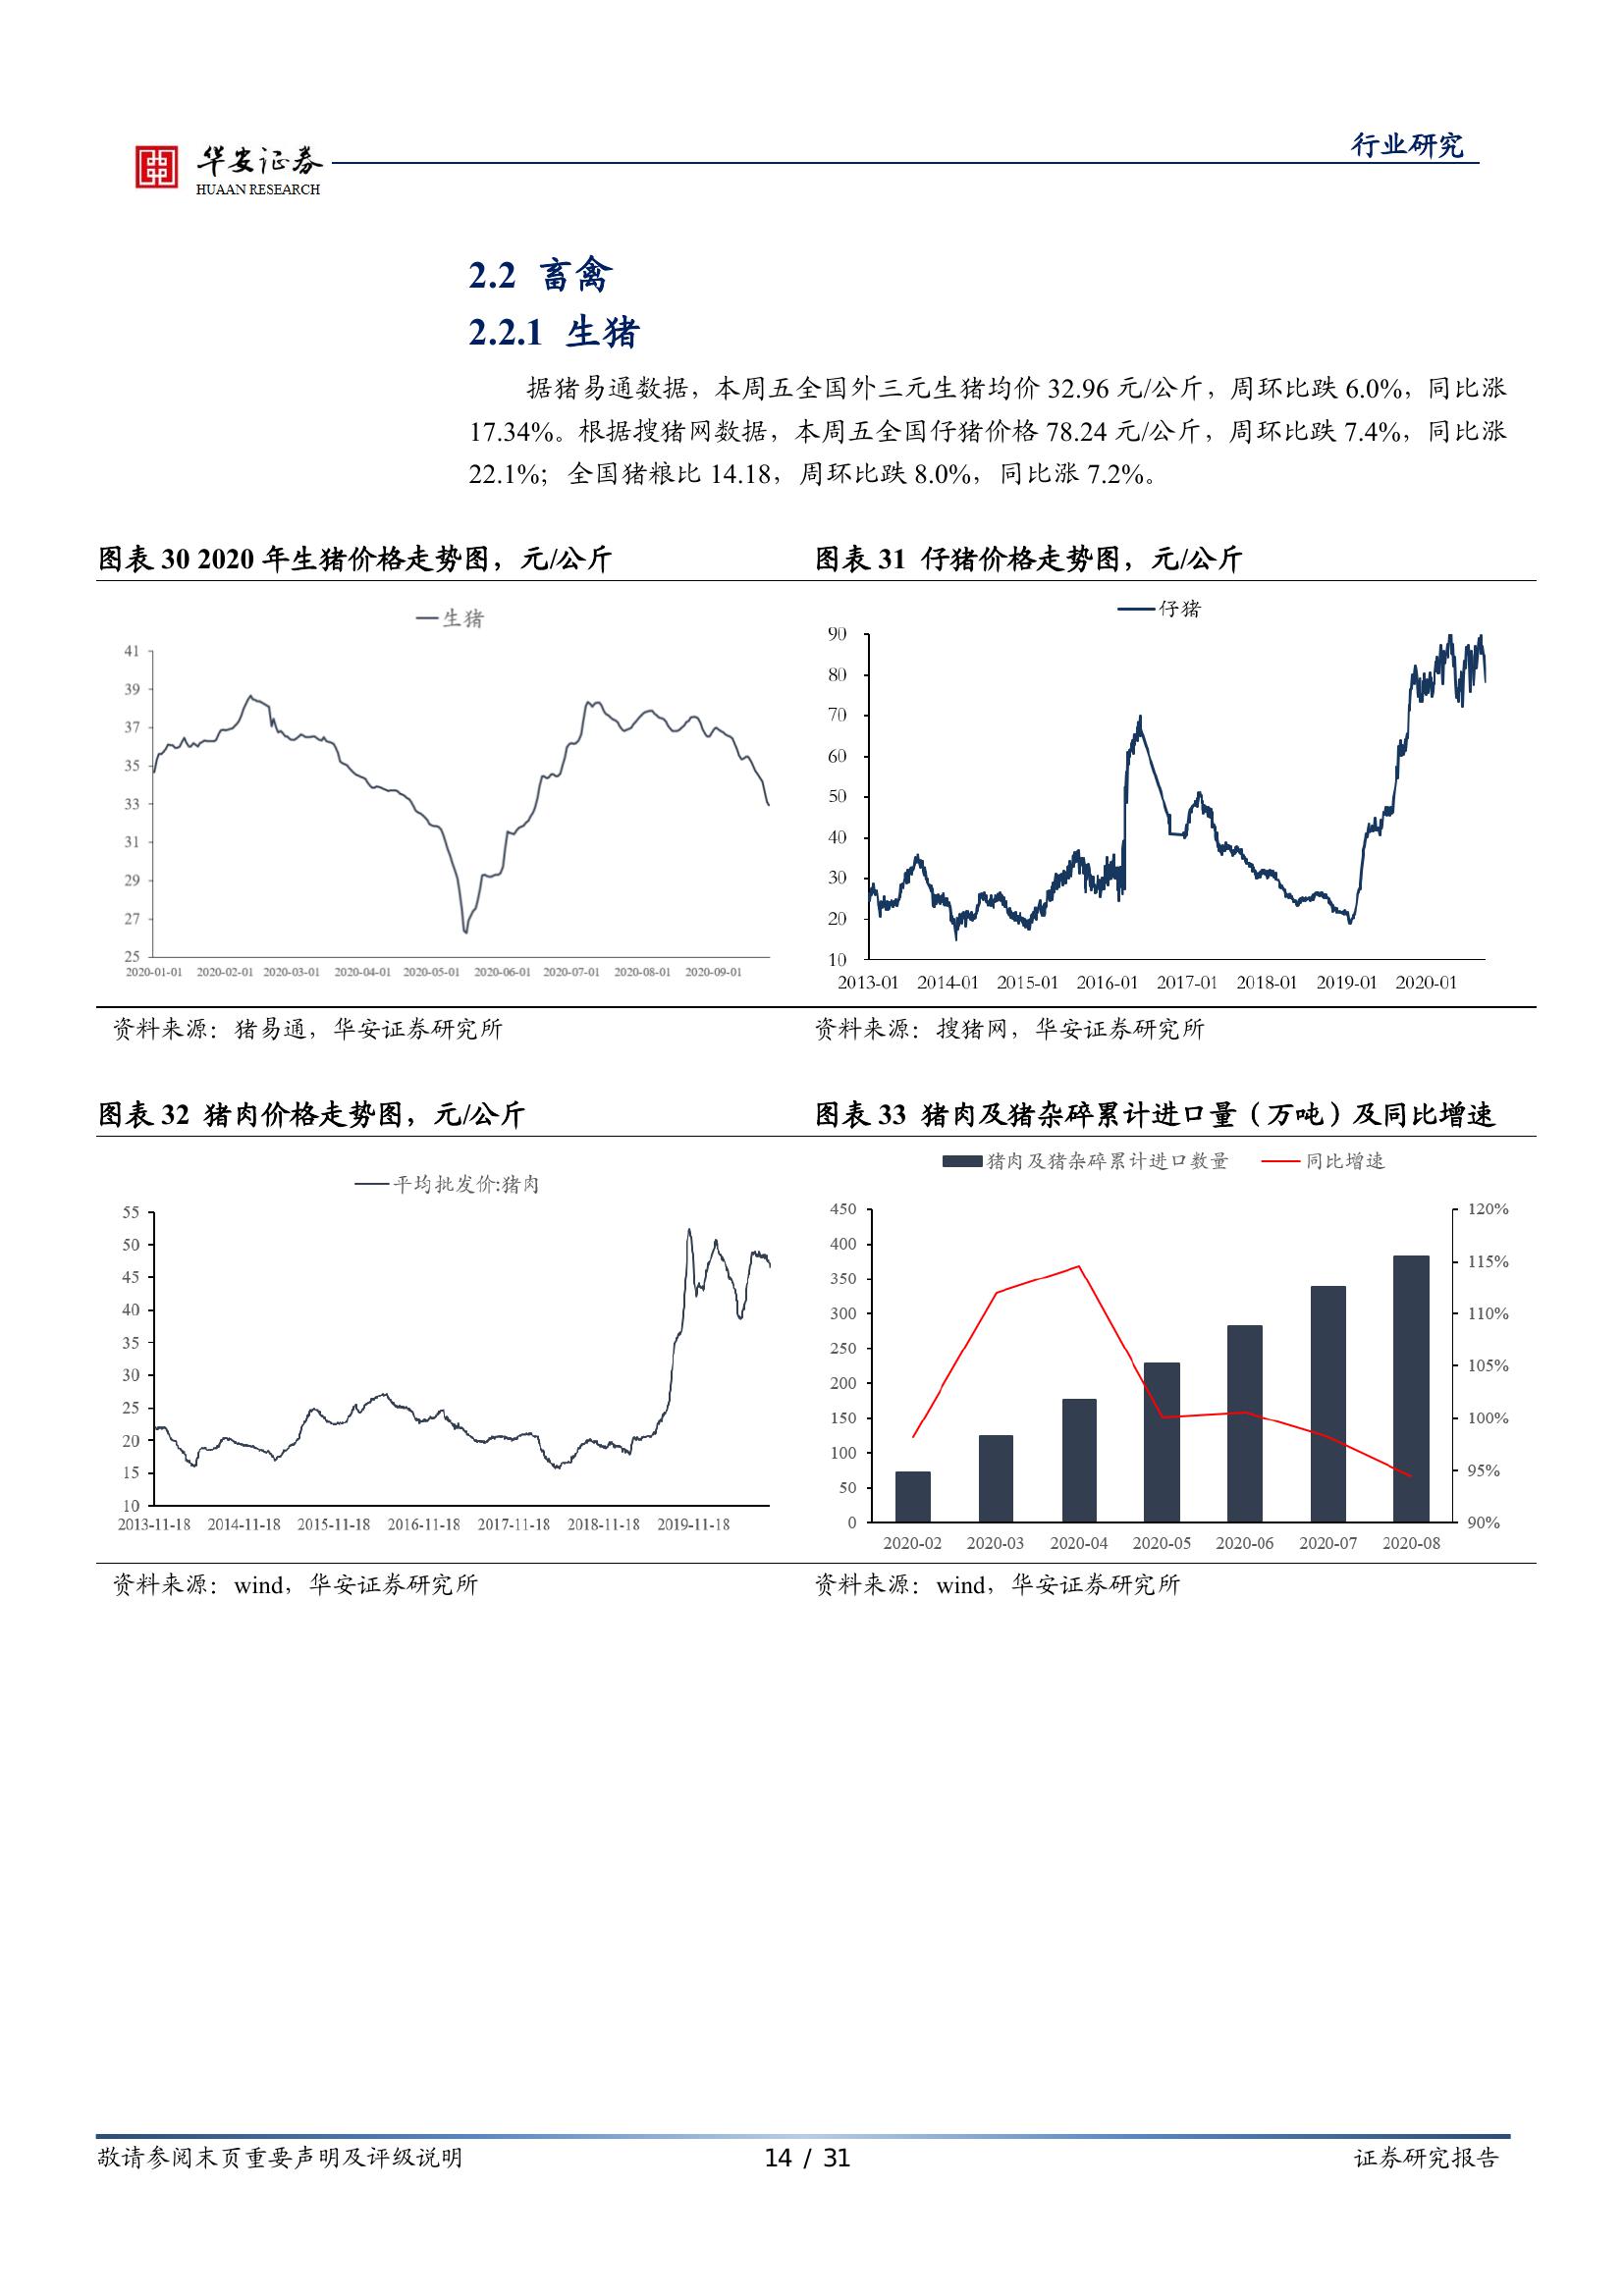 华安证券
HUAAN RESEARCH
行业研究
2.2 畜禽
2.2.1 生猪
据猪易通数据，本周五全国外三元生猪均价 32.96 元/公斤，周环比跌 6.0%，同比涨
17.34%。根据搜猪网数据，本周五全国仔猪价格 78.24 元/公斤，周环比跌 7.4%，同比涨
22.1%；全国猪粮比 14.18，周环比跌 8.0%，同比涨 7.2%。
图表 30 2020 年生猪价格走势图，元/公斤
生猪
41
39
37
35
33
31
29
27
25
2020-01-01 2020-02-01 2020-03-01 2020-04-01 2020-05-01 2020-06-01 2020-07-01 2020-08-01 2020-09-01
资料来源：猪易通，华安证券研究所
图表 31 仔猪价格走势图，元/公斤
仔猪
90
80
70
60
50
40
30
20
10
2013-01 2014-01 2015-01 2016-01 2017-01 2018-01 2019-01 2020-01
资料来源：搜猪网，华安证券研究所
图表 32 猪肉价格走势图，元/公斤
平均批发价:猪肉
55
50
45
40
35
30
25
20
15
10
2013-11-18 2014-11-18 2015-11-18 2016-11-18 2017-11-18 2018-11-18 2019-11-18
资料来源：wind，华安证券研究所
图表 33 猪肉及猪杂碎累计进口量（万吨）及同比增速
猪肉及猪杂碎累计进口数量 同比增速
450
400
350
300
250
200
150
100
50
0
120%
115%
110%
105%
100%
95%
90%
2020-02 2020-03 2020-04 2020-05 2020-06 2020-07 2020-08
资料来源：wind，华安证券研究所
敬请参阅末页重要声明及评级说明
14 / 31
证券研究报告